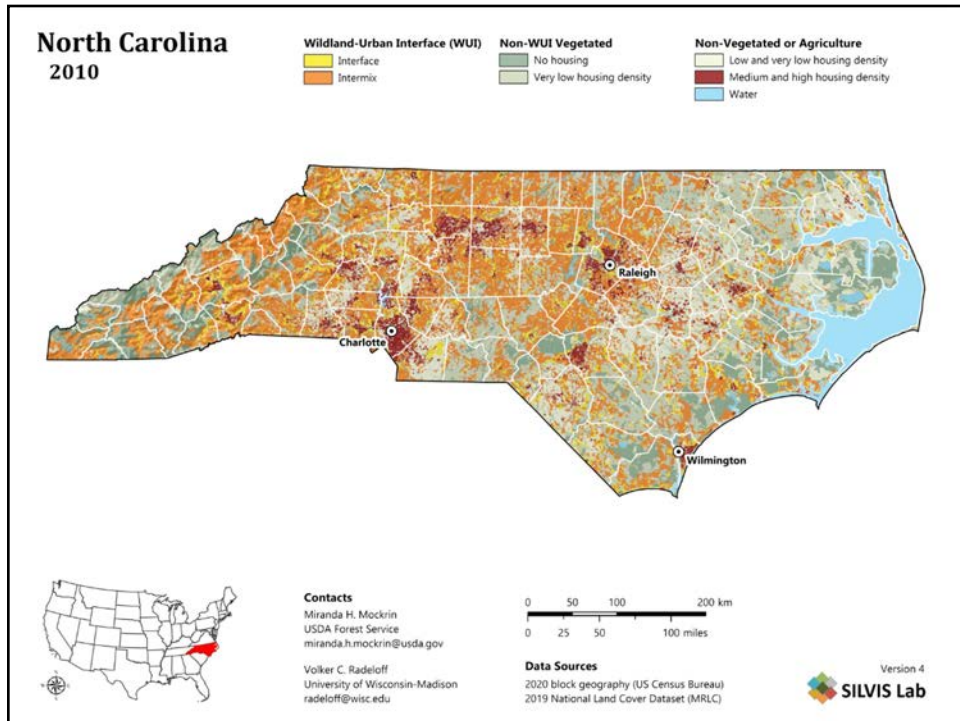 North Carolina
2010
Wildland-Urban Interface (WUI)
Interface
Intermix
Non-WUI Vegetated
No housing
Very low housing density
Non-Vegetated or Agriculture
Low and very low housing density
Medium and high housing density
Water
Raleigh
Charlotte
Wilmington
Contacts
Miranda H. Mockrin
USDA Forest Service
miranda.h.mockrin@usda.gov
Volker C. Radeloff
University of Wisconsin-Madison
radeloff@wisc.edu
0 50 100 200 km
0 25 50 100 miles
Data Sources
2020 block geography (US Census Bureau)
2019 National Land Cover Dataset (MRLC)
Version 4
SILVIS Lab